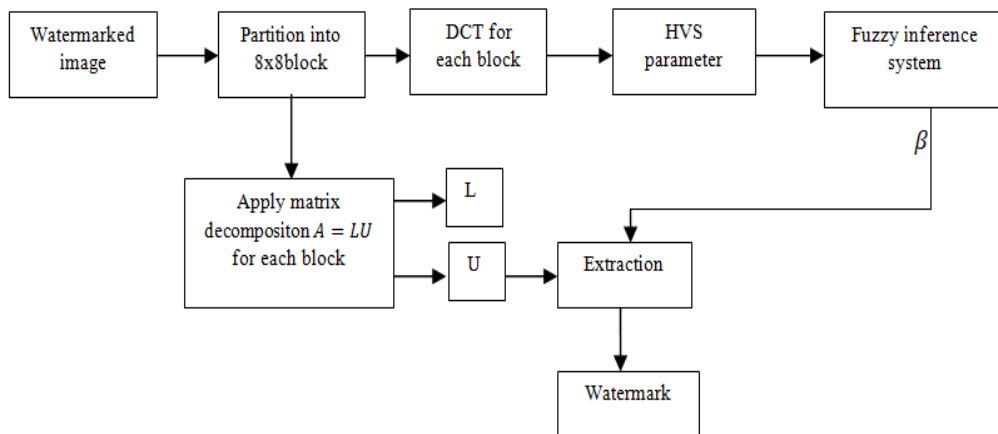 Watermarked
image
Partition into
8x8block
DCT for
each block
HVS
parameter
Fuzzy inference
system
β
Apply matrix
decompositon A = LU
for each block
L
U
Extraction
Watermark